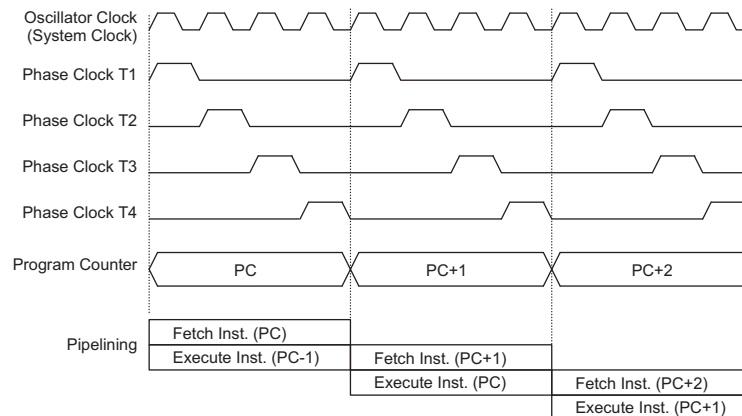 Oscillator Clock
(System Clock)
Phase Clock T1
Phase Clock T2
Phase Clock T3
Phase Clock T4
Program Counter
PC
PC+1
PC+2
Pipelining
Fetch Inst. (PC)
Execute Inst. (PC-1)
Fetch Inst. (PC+1)
Execute Inst. (PC)
Fetch Inst. (PC+2)
Execute Inst. (PC+1)